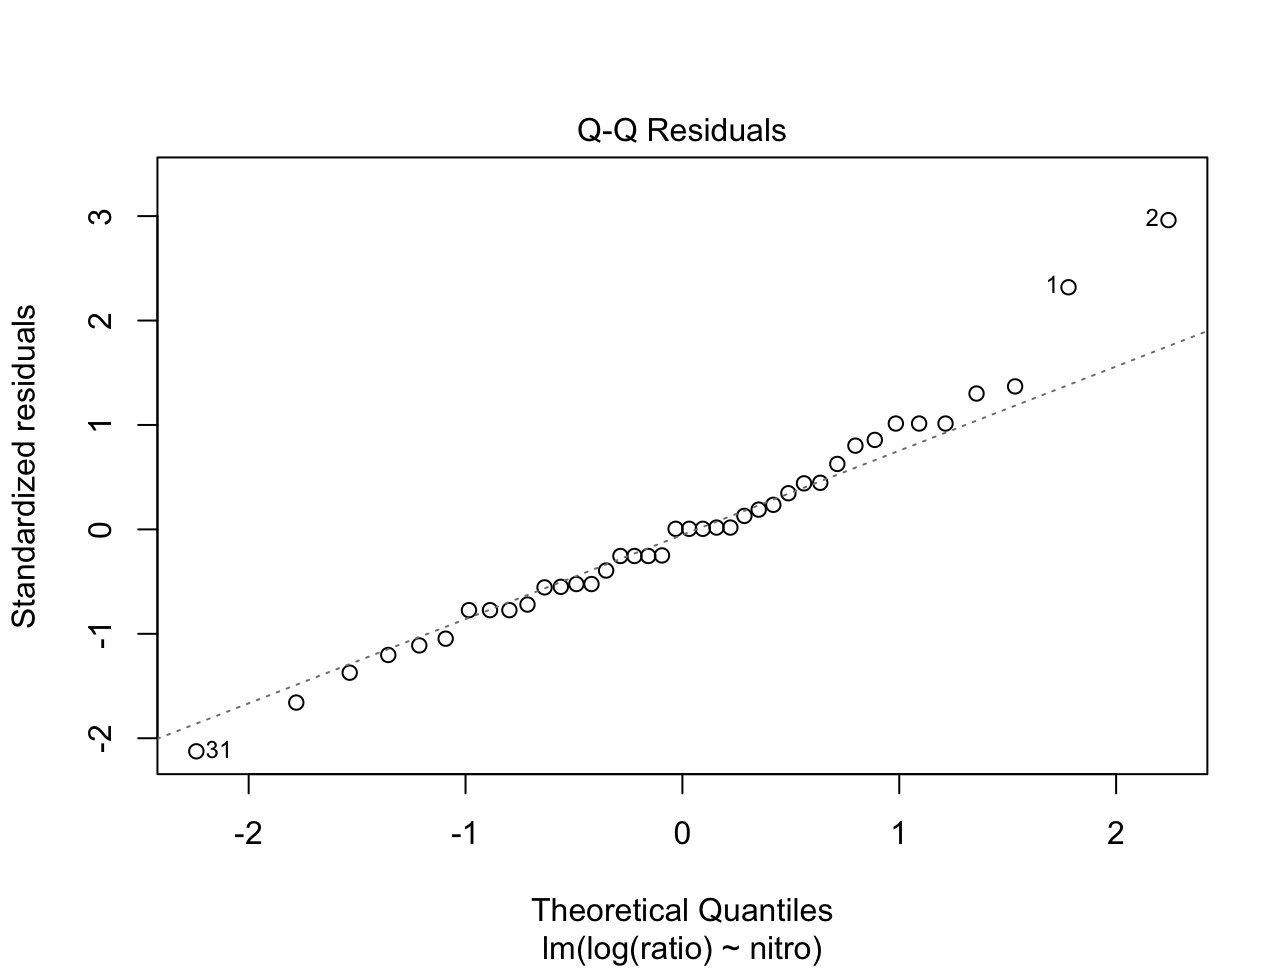 Q-Q Residuals
Standardized residuals
3
2
1
0
-1
-2
2
1
31
-2 -1 0 1 2
Theoretical Quantiles
lm(log(ratio) ~ nitro)